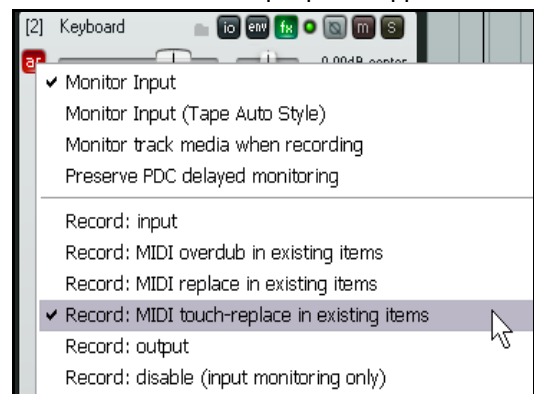 [2] Keyboard io env fx m S
ar 0.00dB center
Monitor Input
Monitor Input (Tape Auto Style)
Monitor track media when recording
Preserve PDC delayed monitoring
Record: input
Record: MIDI overdub in existing items
Record: MIDI replace in existing items
Record: MIDI touch-replace in existing items
Record: output
Record: disable (input monitoring only)